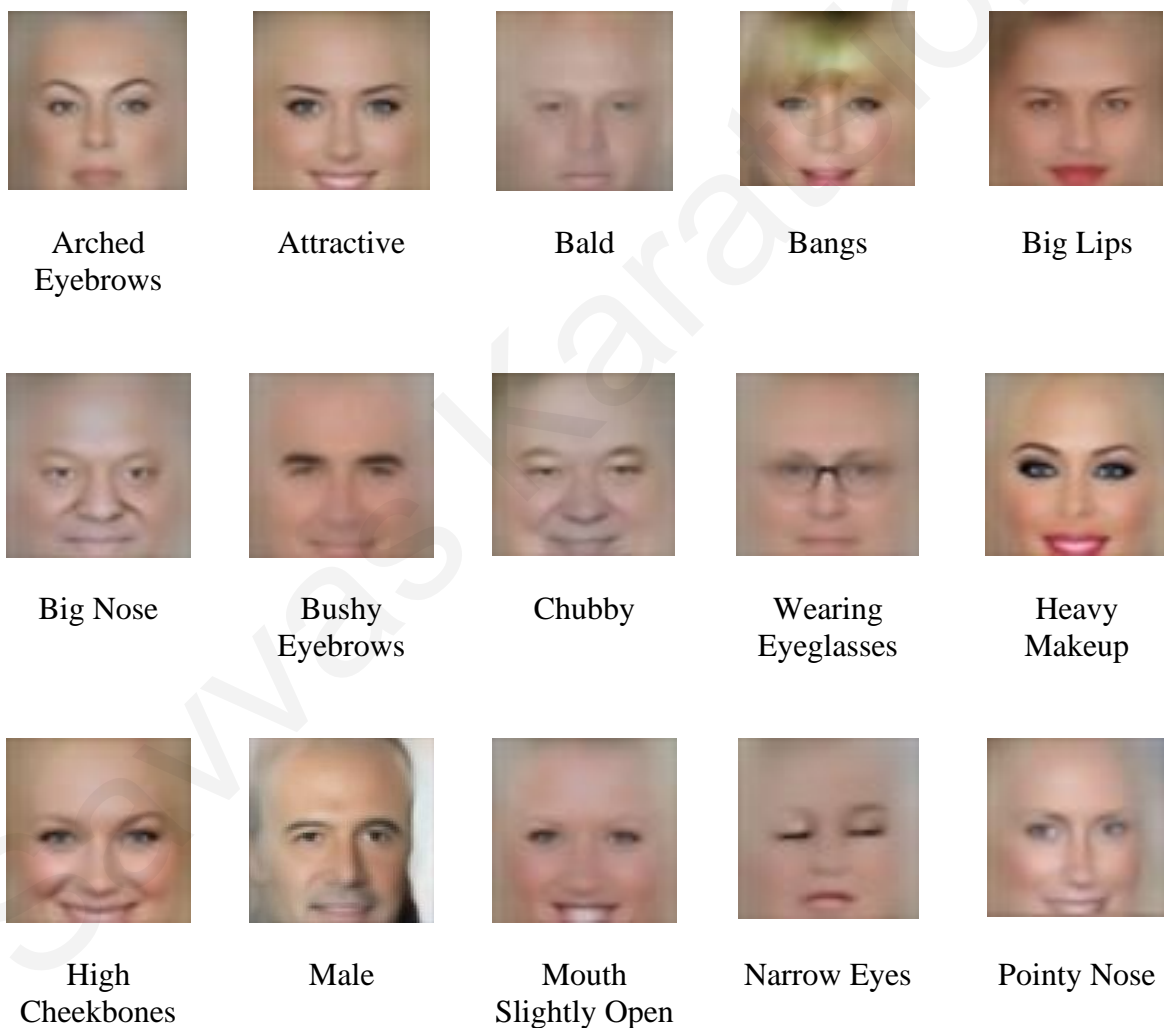 Arched
Eyebrows
Attractive
Bald
Bangs
Big Lips
Big Nose
Bushy
Eyebrows
Chubby
Wearing
Eyeglasses
Heavy
Makeup
High
Cheekbones
Male
Mouth
Slightly Open
Narrow Eyes
Pointy Nose